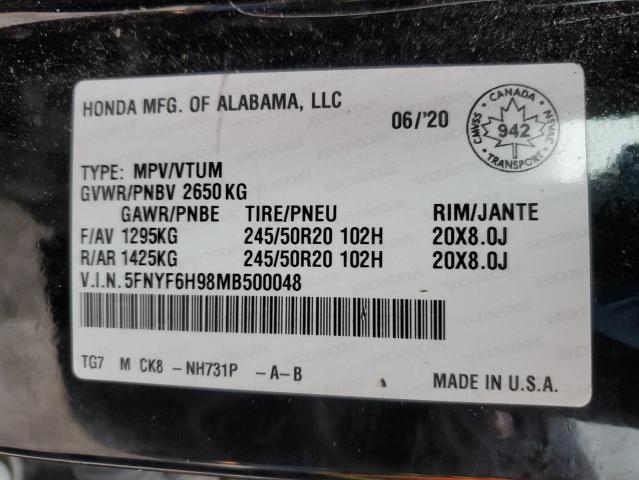 HONDA MFG. OF ALABAMA, LLC
06/'20
CANADA
CMVSS
NSVAC
942
TRANSPORT
TYPE: MPV/VTUM
GVWR/PNBV 2650KG
GAWR/PNBE TIRE/PNEU RIM/JANTE
F/AV 1295KG 245/50R20 102H 20X8.0J
R/AR 1425KG 245/50R20 102H 20X8.0J
V.I.N.5FNYF6H98MB500048
TG7 M CK8 -NH731P -A-B MADE IN U.S.A.